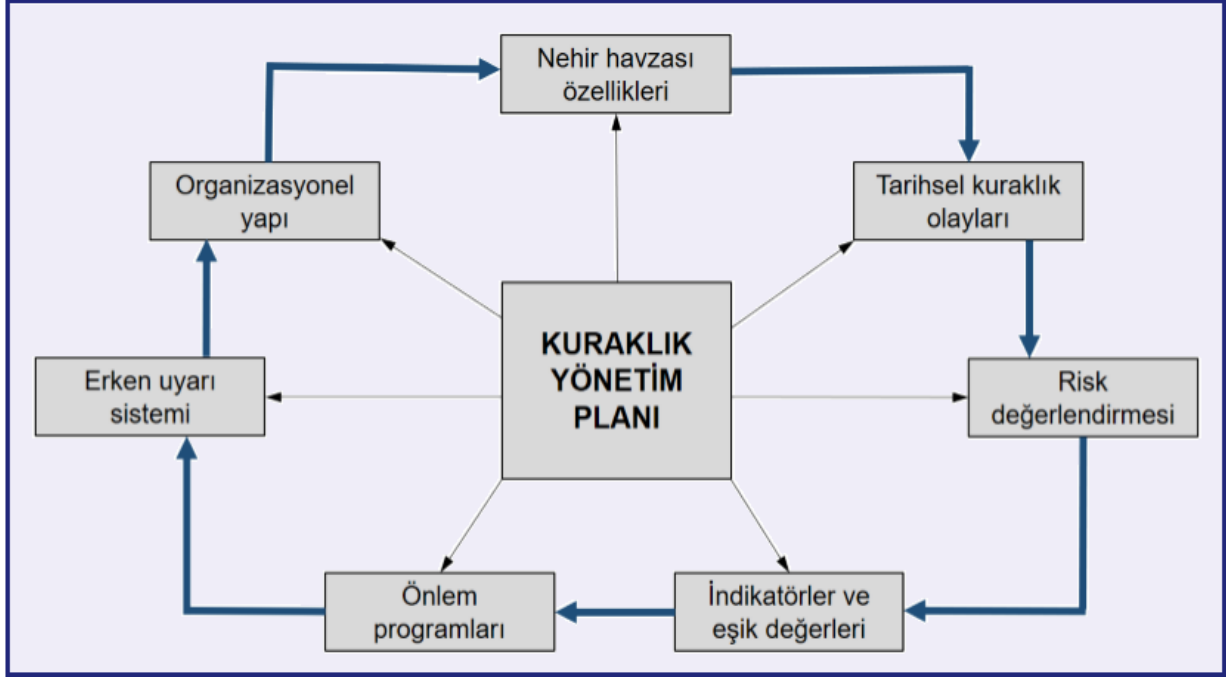 Nehir havzası
özellikleri
Organizasyonel
yapı
Tarihsel kuraklık
olayları
KURAKLIK
YÖNETİM
PLANI
Erken uyarı
sistemi
Risk
değerlendirmesi
Önlem
programları
İndikatörler ve
eşik değerleri